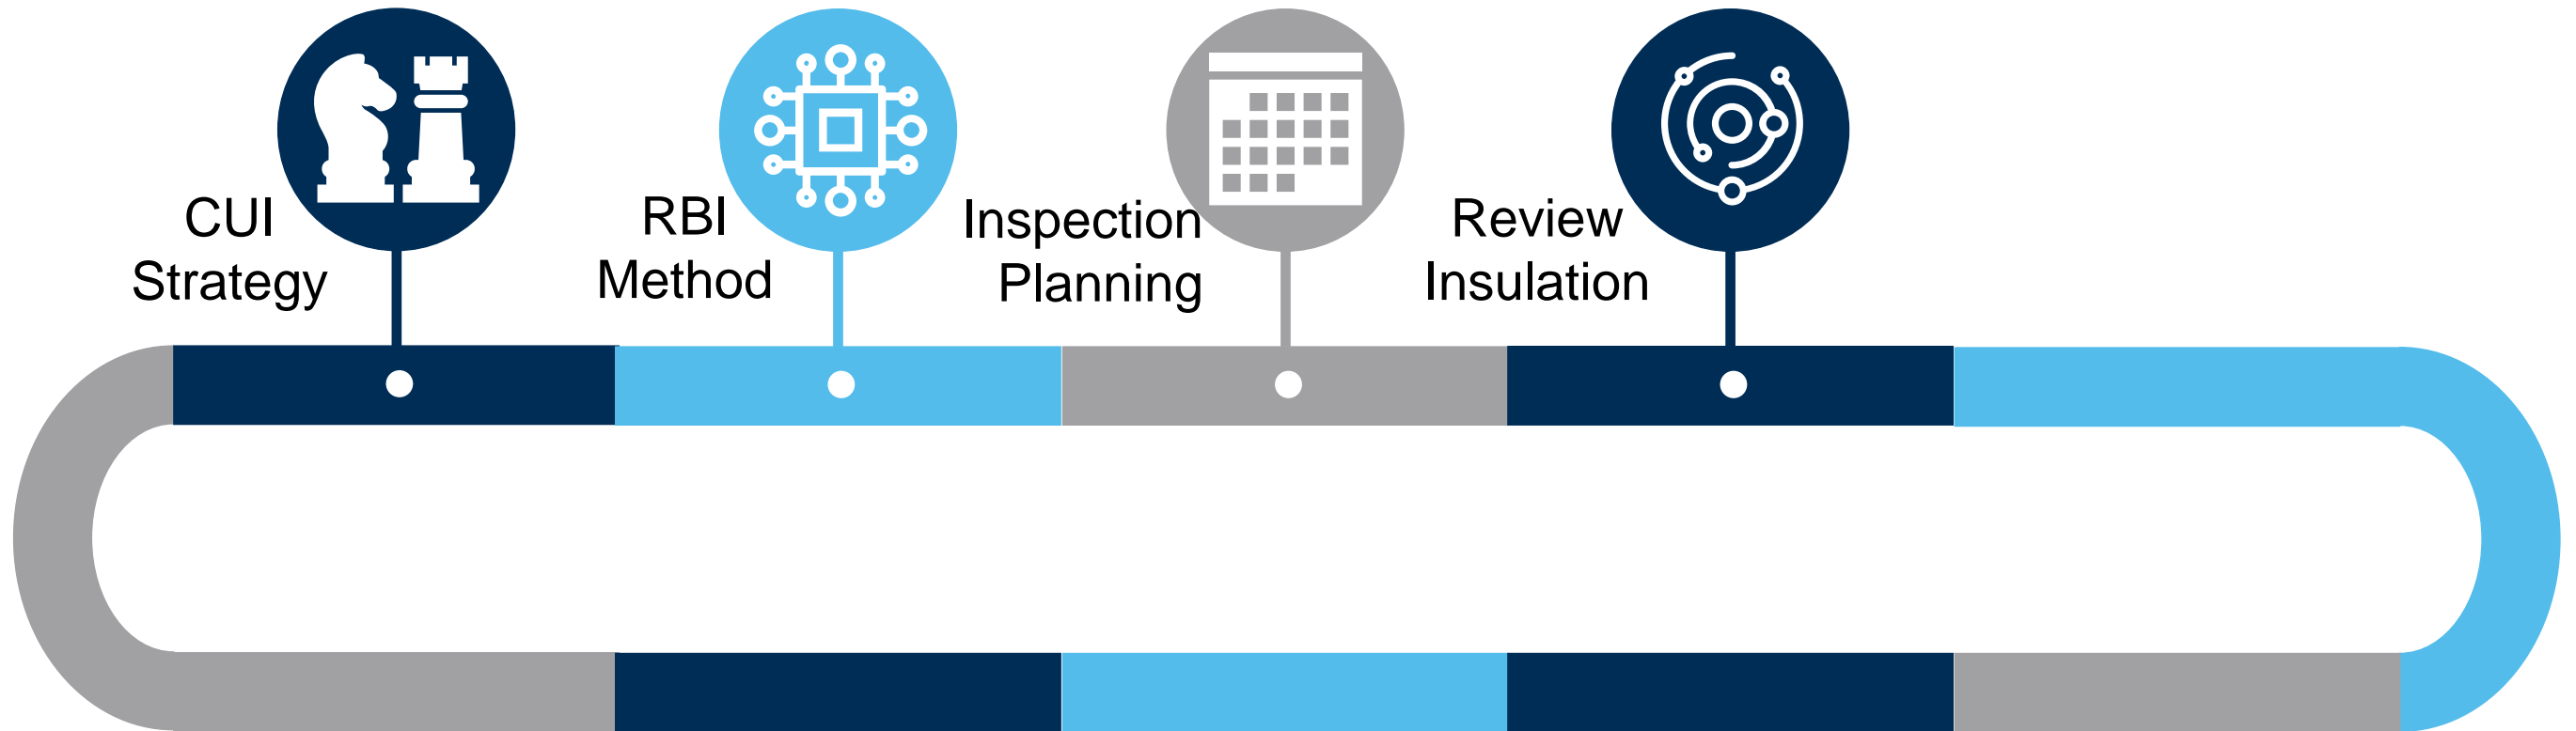 CUI
Strategy
RBI
Method
Inspection
Planning
Review
Insulation